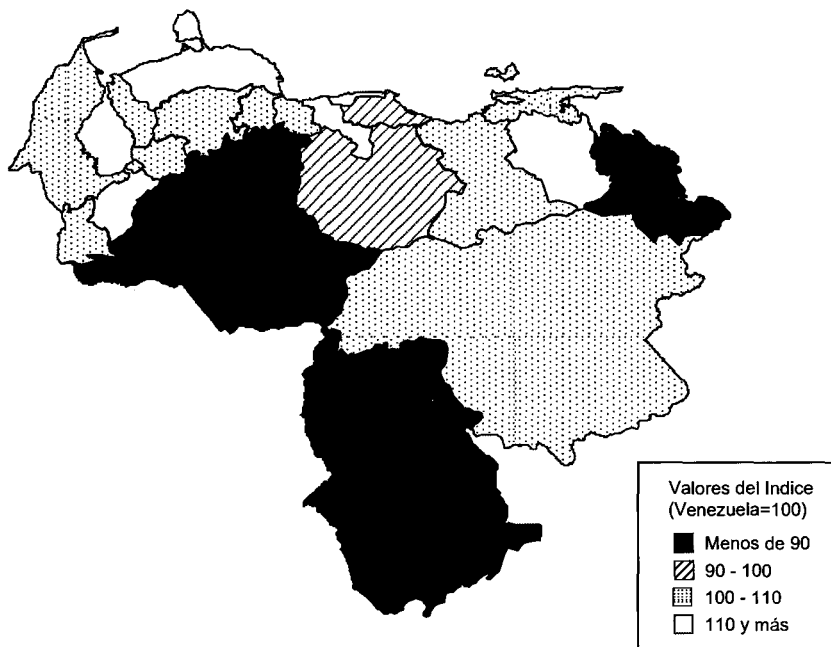 Valores del Indice
(Venezuela=100)
Menos de 90
90 - 100
100 - 110
110 y más